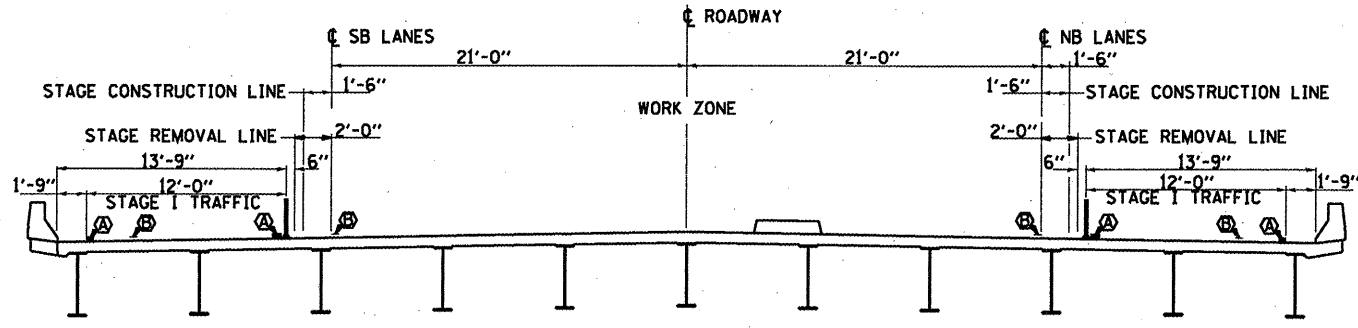 ℄ ROADWAY
℄ SB LANES
℄ NB LANES
21'-0" 21'-0" 1'-6"
STAGE CONSTRUCTION LINE 1'-6" 1'-6" STAGE CONSTRUCTION LINE
WORK ZONE
STAGE REMOVAL LINE 2'-0" 2'-0" STAGE REMOVAL LINE
13'-9" 6" 6" 13'-9"
1'-9" 12'-0" 12'-0" 1'-9"
STAGE I TRAFFIC STAGE I TRAFFIC
A B A B B A B A